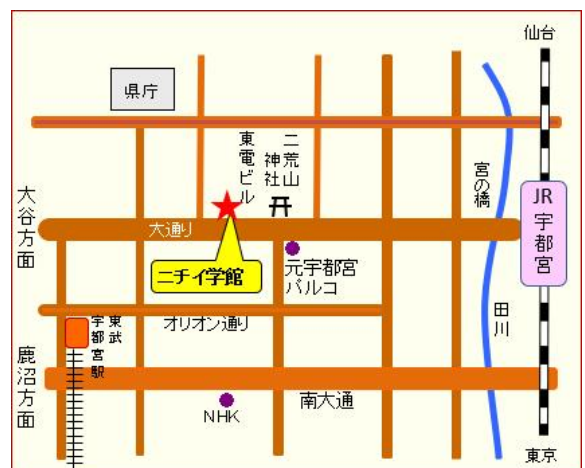 仙台
県庁
東電ビル
二荒山
神社
宮の橋
JR
宇都宮
大谷方面
大通り
ニチイ学館
元宇都宮
パルコ
田川
オリオン通り
東武
宇都宮駅
鹿沼方面
南大通
NHK
東京